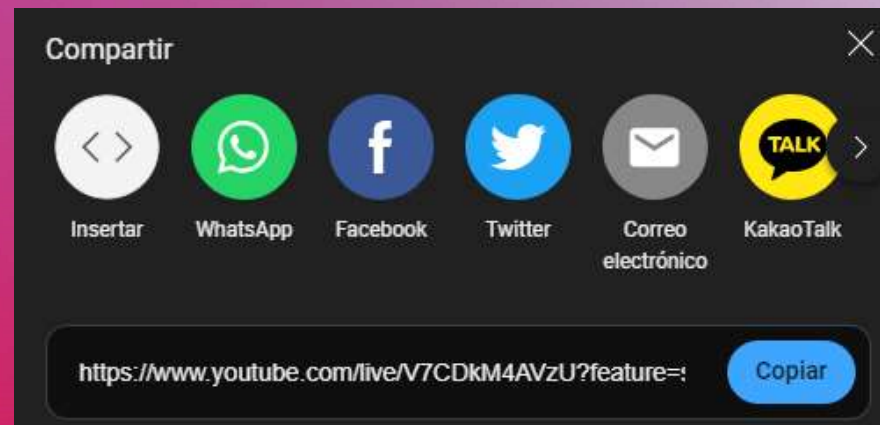 Compartir
TALK
Insertar
WhatsApp
Facebook
Twitter
Correo
electrónico
KakaoTalk
https://www.youtube.com/live/V7CDkM4AVzU?feature=
Copiar